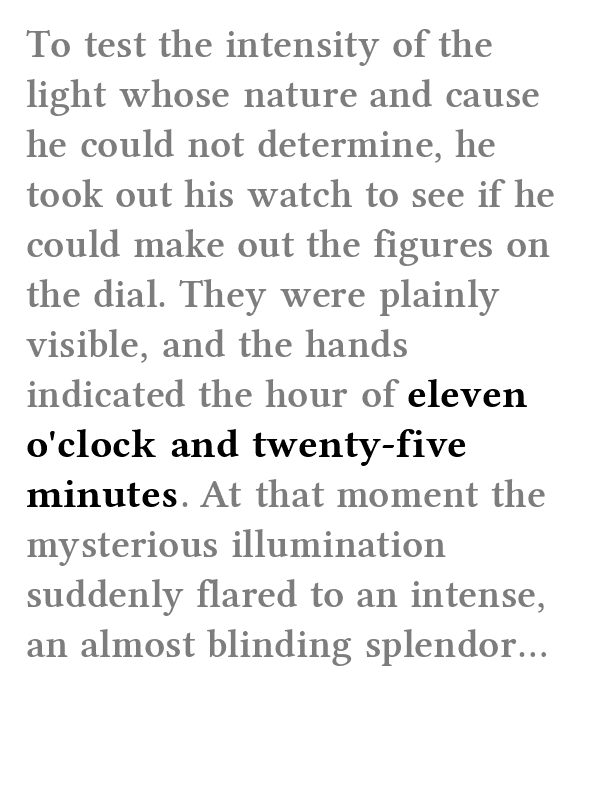 To test the intensity of the
light whose nature and cause
he could not determine, he
took out his watch to see if he
could make out the figures on
the dial. They were plainly
visible, and the hands
indicated the hour of eleven
o'clock and twenty-five
minutes. At that moment the
mysterious illumination
suddenly flared to an intense,
an almost blinding splendor...